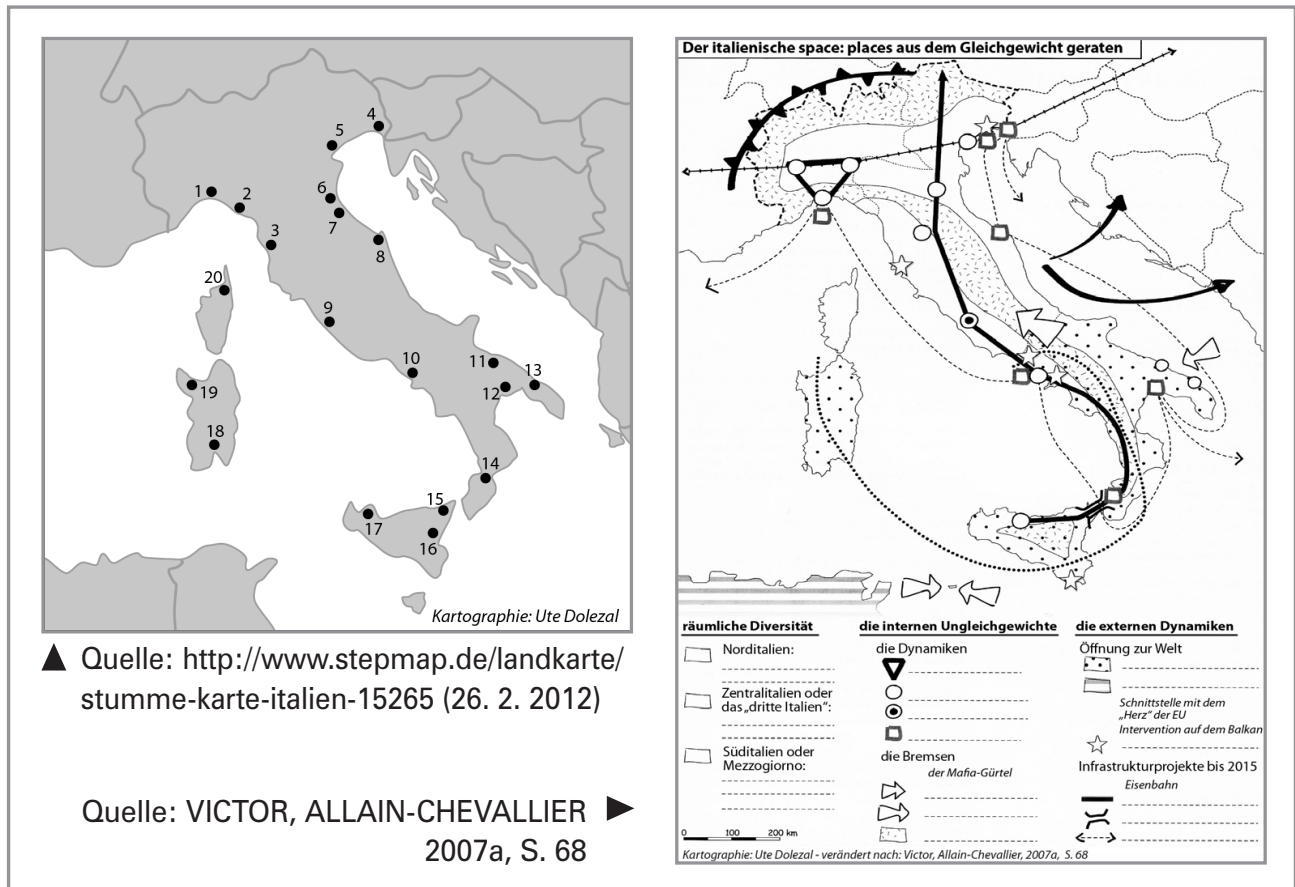 4
5
1
2
6
7
3
8
20
9
10
11
13
12
19
18
14
15
17
16
Kartographie: Ute Dolezal
▲ Quelle: http://www.stepmap.de/landkarte/
stumme-karte-italien-15265 (26. 2. 2012)
Quelle: VICTOR, ALLAIN-CHEVALLIER ►
2007a, S. 68
Der italienische space: places aus dem Gleichgewicht geraten
räumliche Diversität
Norditalien:
Zentralitalien oder
das „dritte Italien":
Süditalien oder
Mezzogiorno:
0 100 200 km
die internen Ungleichgewichte
die Dynamiken
die Bremsen
der Mafia-Gürtel
die externen Dynamiken
Öffnung zur Welt
Schnittstelle mit dem
„Herz" der EU
Intervention auf dem Balkan
Infrastrukturprojekte bis 2015
Eisenbahn
Kartographie: Ute Dolezal - verändert nach: Victor, Allain-Chevallier, 2007a, S. 68